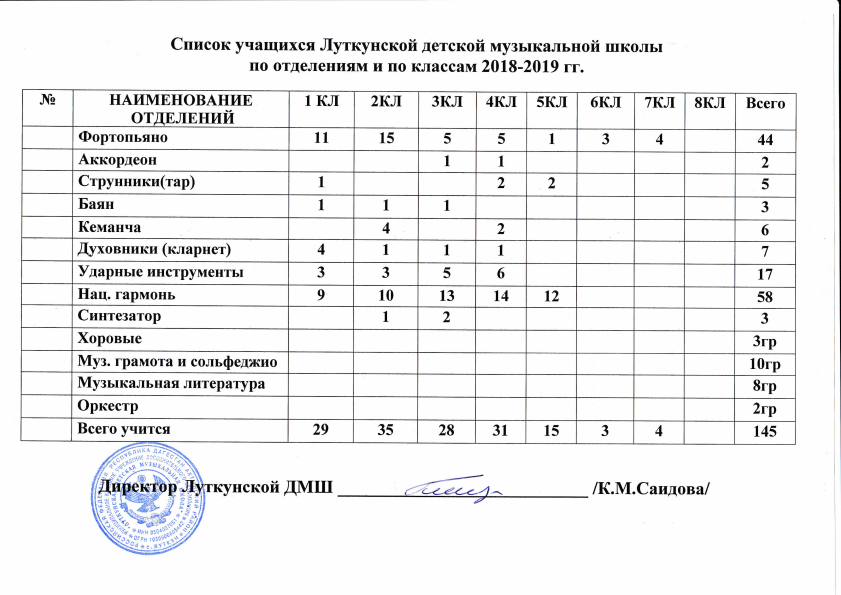 Список учащихся Луткунской детской музыкальной школы
по отделениям и по классам 2018-2019 гг.
№ НАИМЕНОВАНИЕ ОТДЕЛЕНИЙ 1 КЛ 2КЛ 3КЛ 4КЛ 5КЛ 6КЛ 7КЛ 8КЛ Всего
Фортопьяно 11 15 5 5 1 3 4 44
Аккордеон 1 1 2
Струнники(тар) 1 2 2 5
Баян 1 1 1 3
Кеманча 4 2 6
Духовники (кларнет) 4 1 1 1 7
Ударные инструменты 3 3 5 6 17
Нац. гармонь 9 10 13 14 12 58
Синтезатор 1 2 3
Хоровые 3гр
Муз. грамота и сольфеджио 10гр
Музыкальная литература 8гр
Оркестр 2гр
Всего учится 29 35 28 31 15 3 4 145
Директор Луткунской ДМШ ____________________________ /К.М.Саидова/